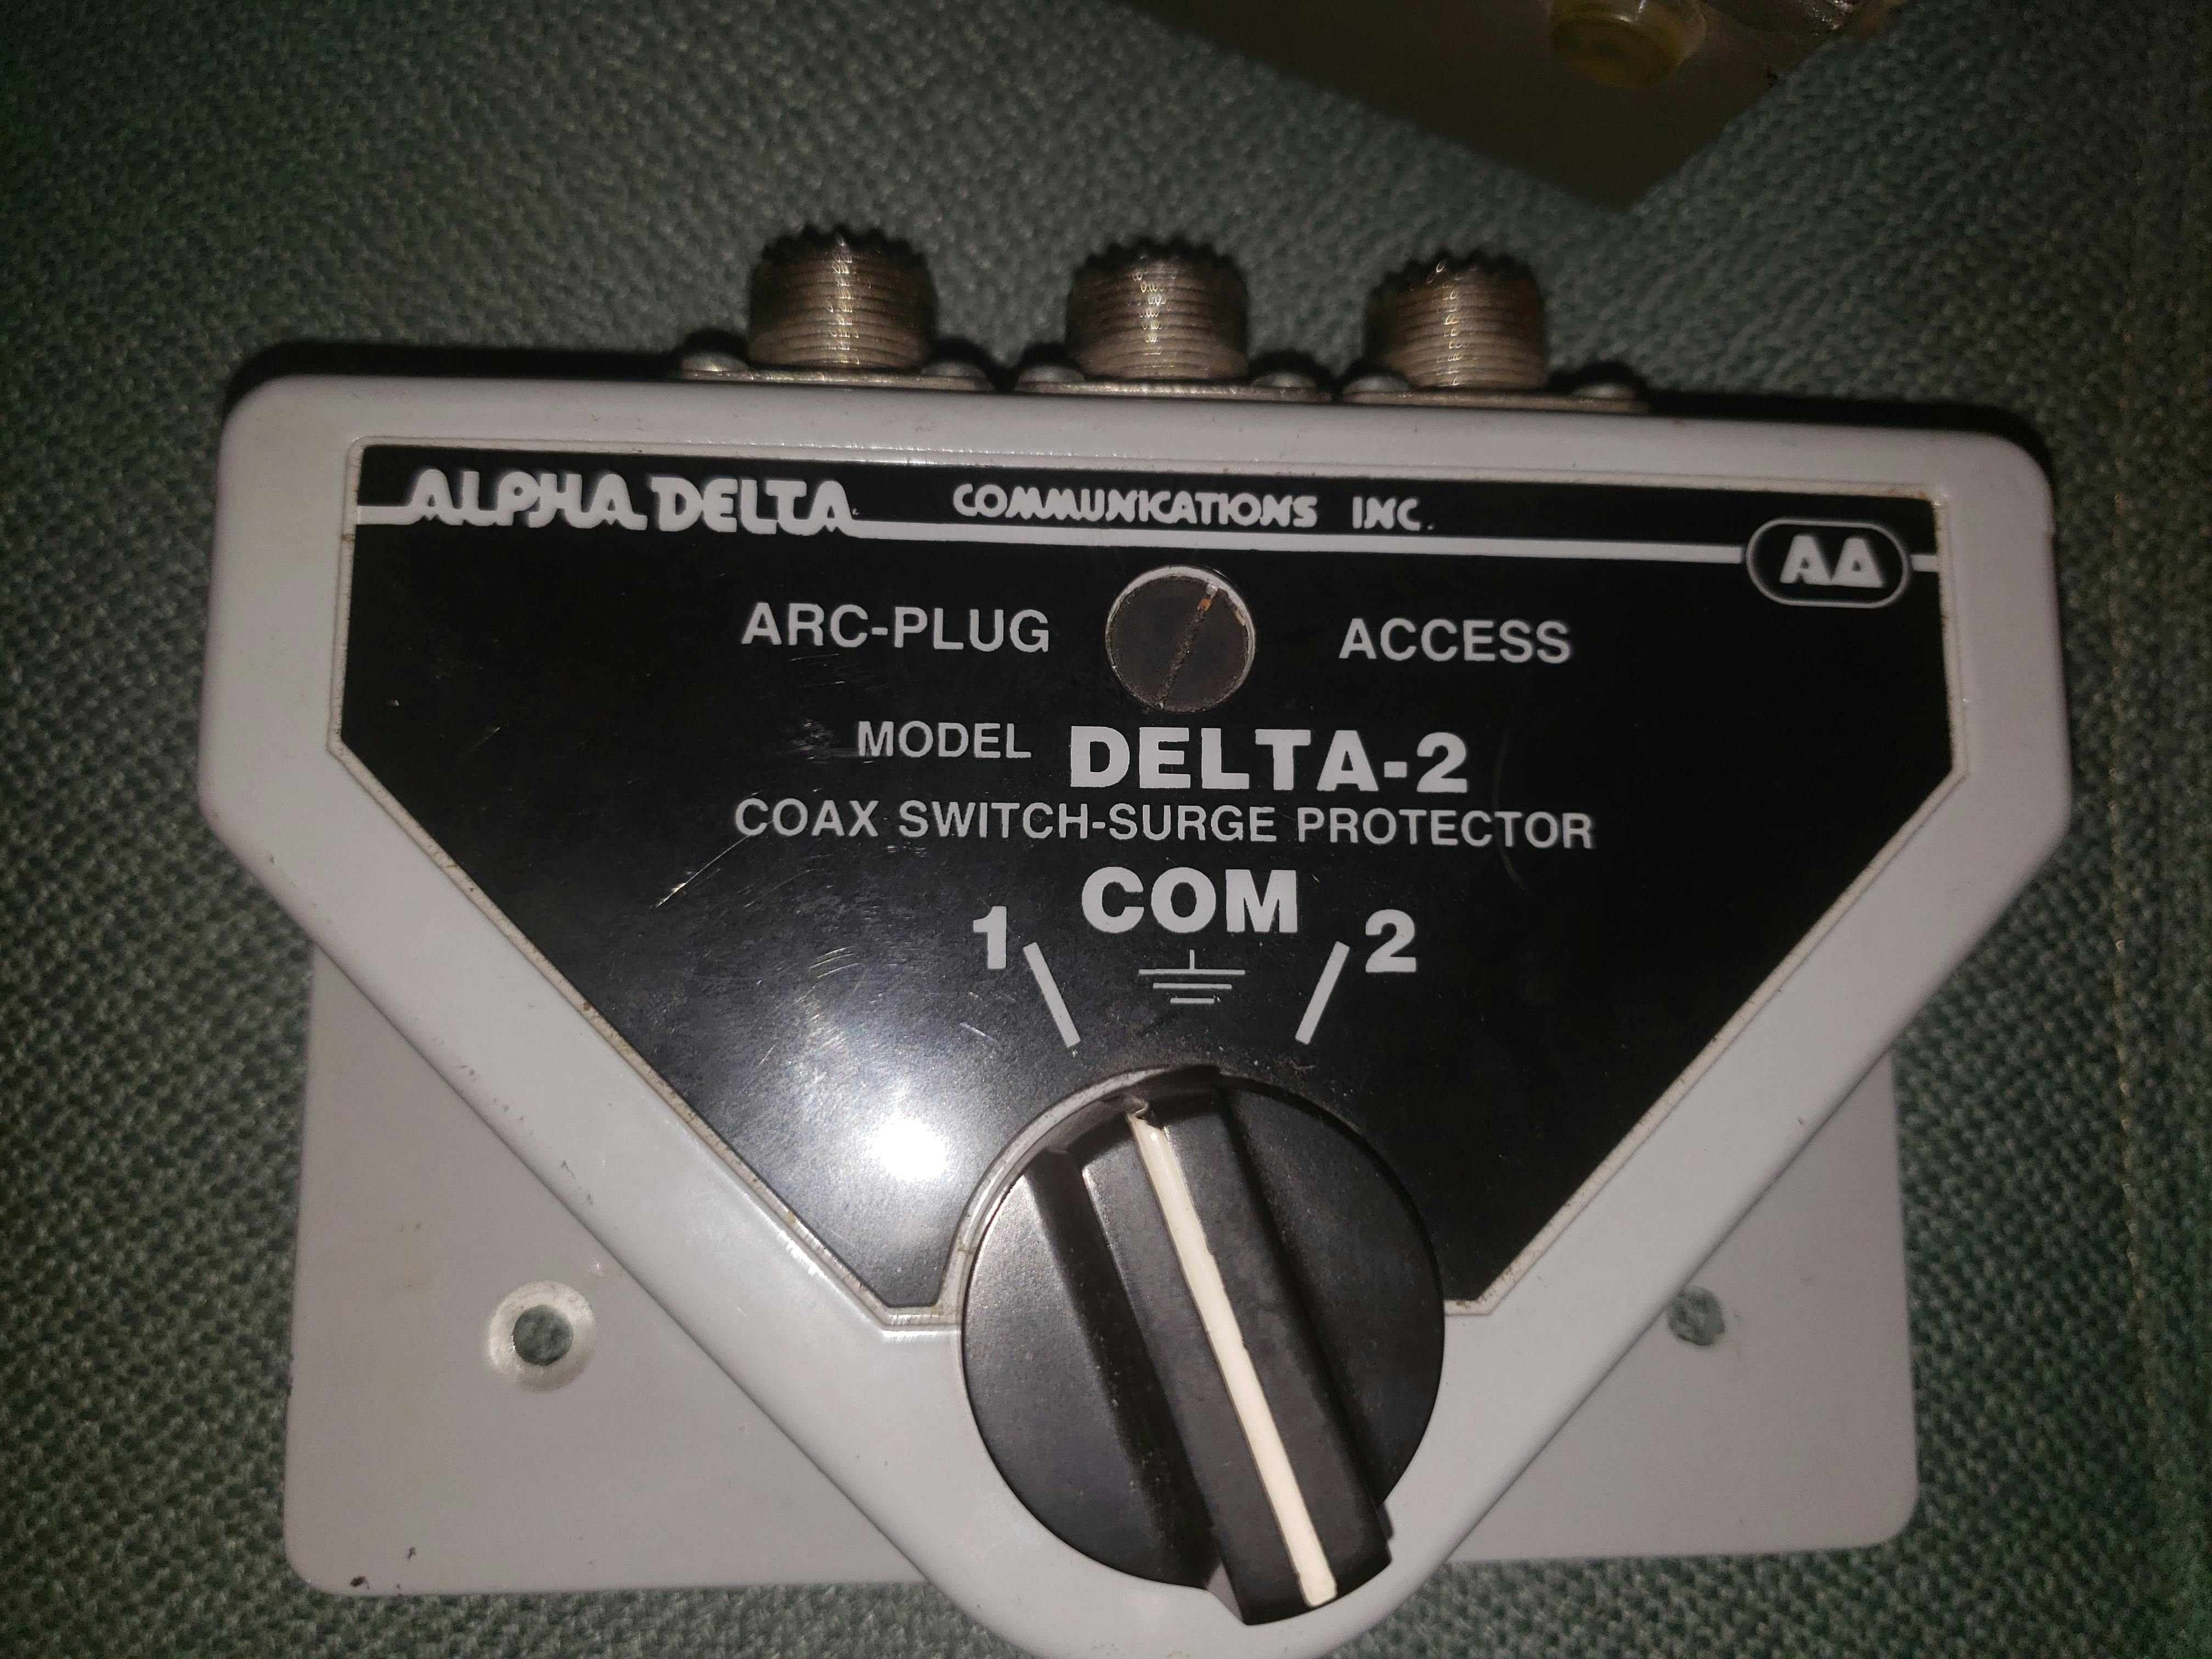 ALPHA DELTA COMMUNICATIONS INC.
AΔ
ARC-PLUG ACCESS
MODEL DELTA-2
COAX SWITCH-SURGE PROTECTOR
COM
1 2